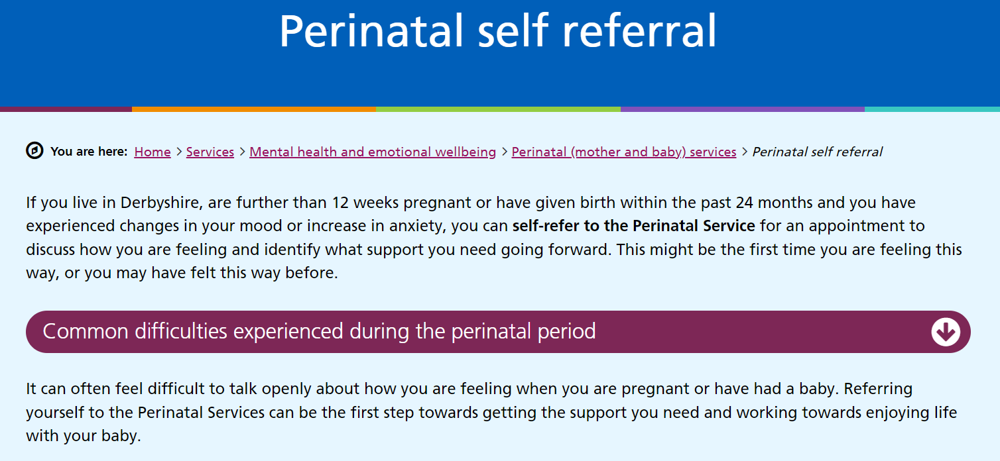 Perinatal self referral
You are here: Home > Services > Mental health and emotional wellbeing > Perinatal (mother and baby) services > Perinatal self referral
If you live in Derbyshire, are further than 12 weeks pregnant or have given birth within the past 24 months and you have
experienced changes in your mood or increase in anxiety, you can self-refer to the Perinatal Service for an appointment to
discuss how you are feeling and identify what support you need going forward. This might be the first time you are feeling this
way, or you may have felt this way before.
Common difficulties experienced during the perinatal period
It can often feel difficult to talk openly about how you are feeling when you are pregnant or have had a baby. Referring
yourself to the Perinatal Services can be the first step towards getting the support you need and working towards enjoying life
with your baby.